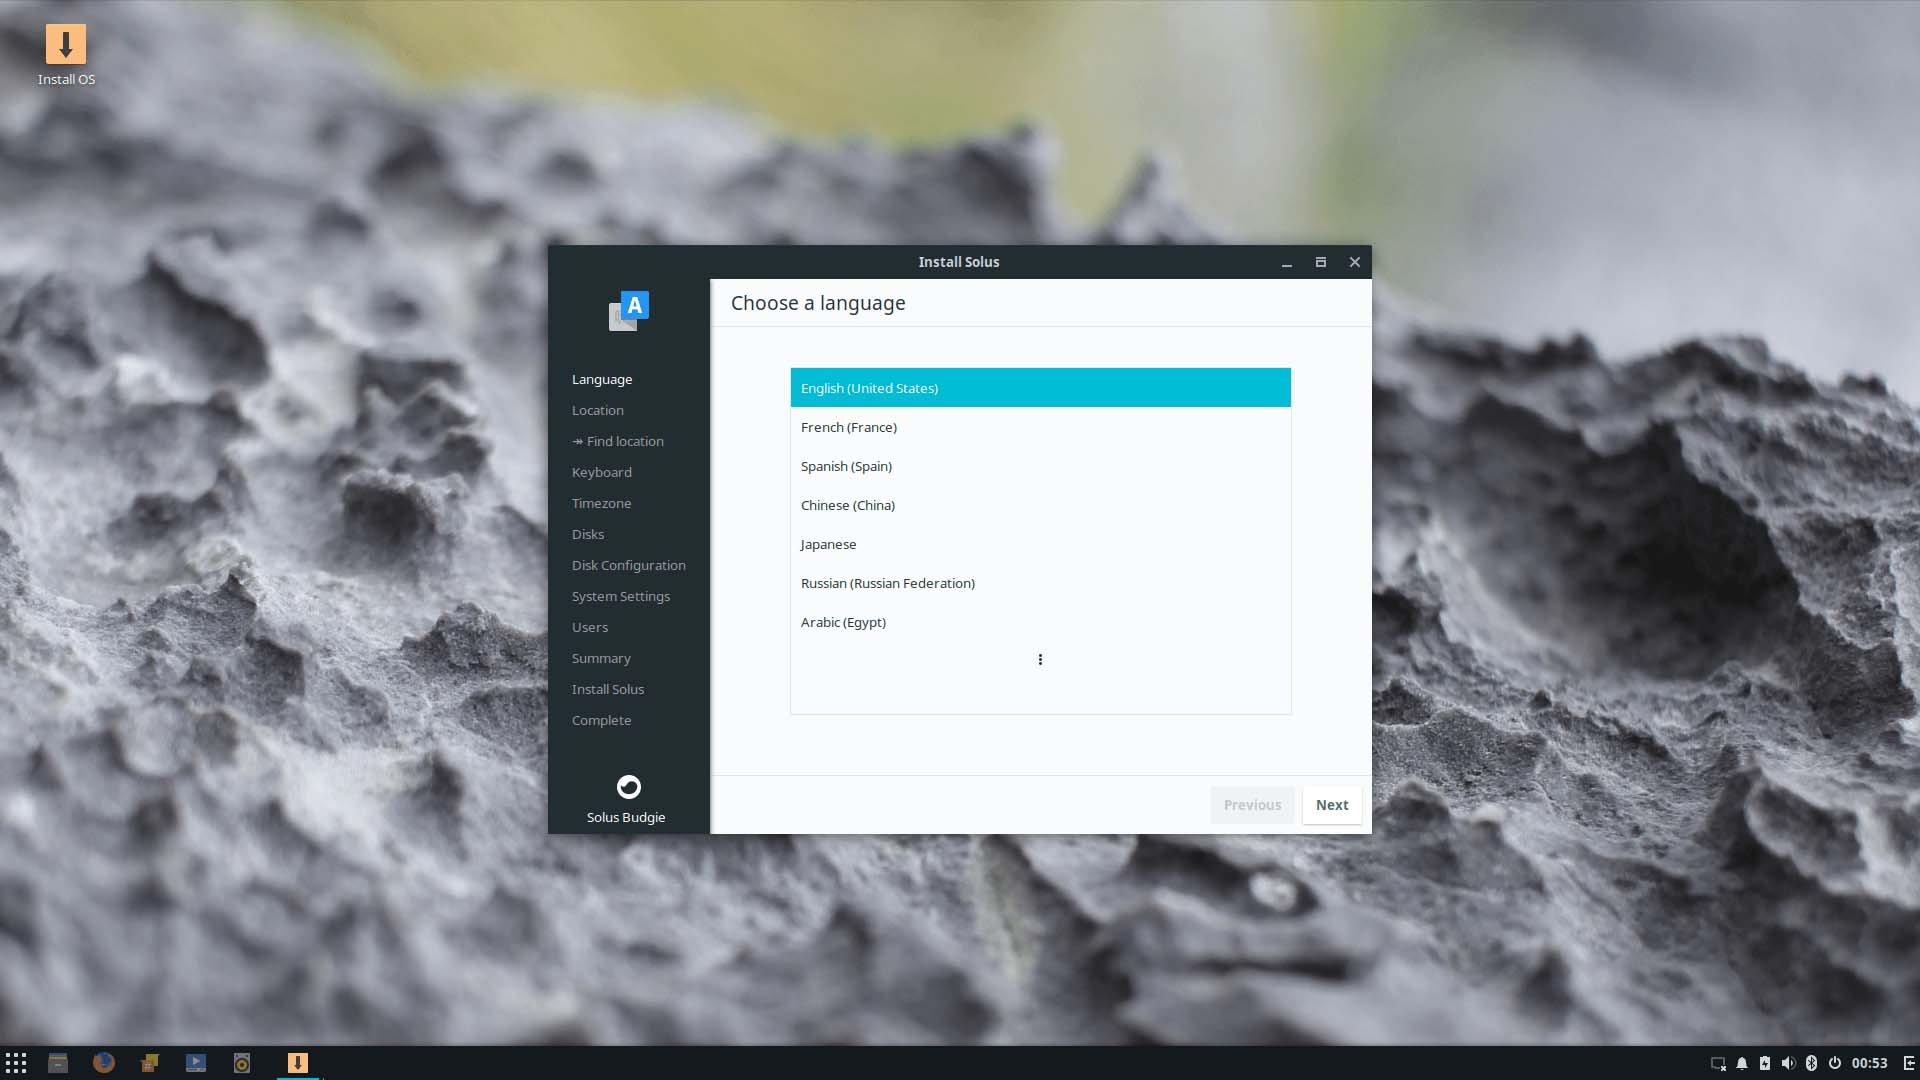 Install OS
Install Solus
A
Choose a language
Language
Location
↠ Find location
Keyboard
Timezone
Disks
Disk Configuration
System Settings
Users
Summary
Install Solus
Complete
Solus Budgie
English (United States)
French (France)
Spanish (Spain)
Chinese (China)
Japanese
Russian (Russian Federation)
Arabic (Egypt)
Previous
Next
00:53